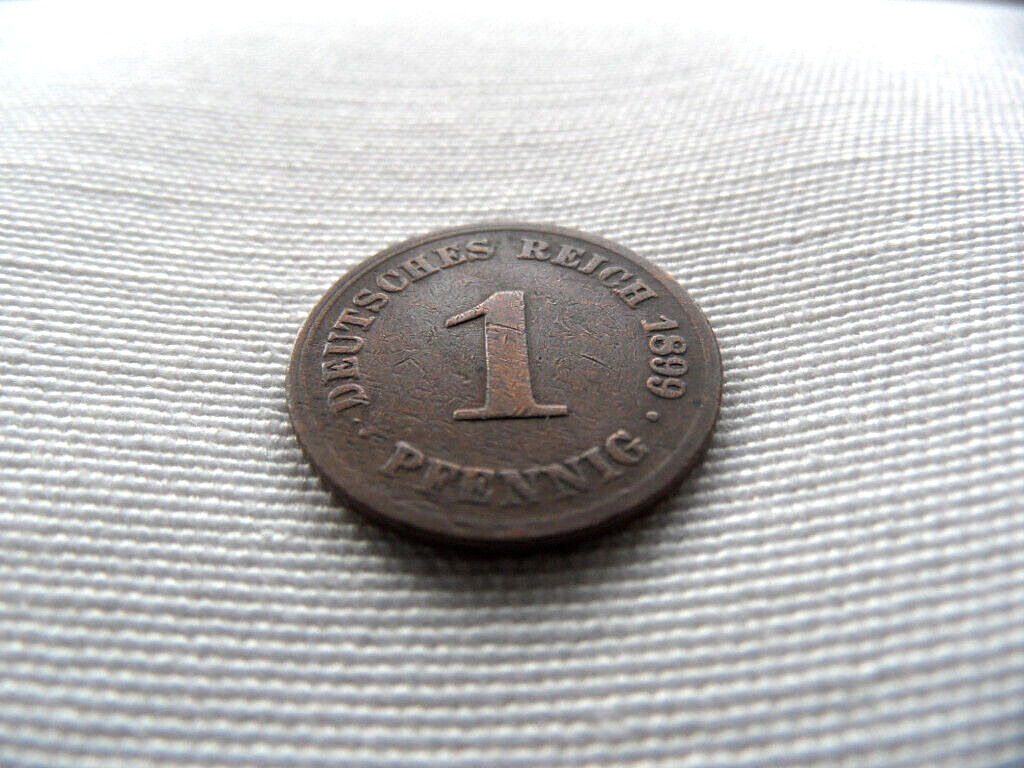 · DEUTSCHES REICH 1899 ·
1
PFENNIG